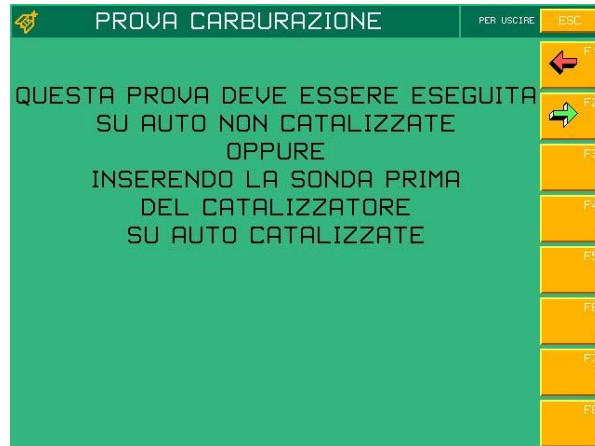 PROVA CARBURAZIONE
PER USCIRE
ESC
F1
QUESTA PROVA DEVE ESSERE ESEGUITA
F2
SU AUTO NON CATALIZZATE
OPPURE
F3
INSERENDO LA SONDA PRIMA
DEL CATALIZZATORE
F4
SU AUTO CATALIZZATE
F5
F6
F7
F8